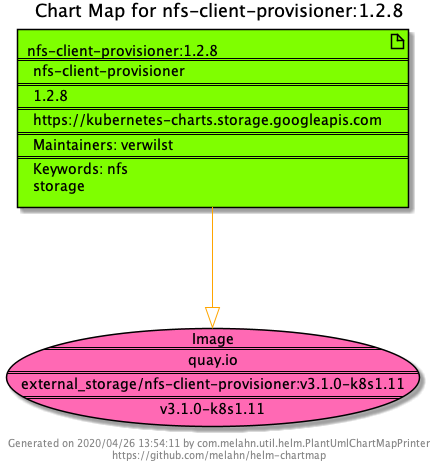 Chart Map for nfs-client-provisioner:1.2.8
nfs-client-provisioner:1.2.8
nfs-client-provisioner
1.2.8
https://kubernetes-charts.storage.googleapis.com
Maintainers: verwilst
Keywords: nfs
storage
Image
quay.io
external_storage/nfs-client-provisioner:v3.1.0-k8s1.11
v3.1.0-k8s1.11
Generated on 2020/04/26 13:54:11 by com.melahn.util.helm.PlantUmlChartMapPrinter
https://github.com/melahn/helm-chartmap